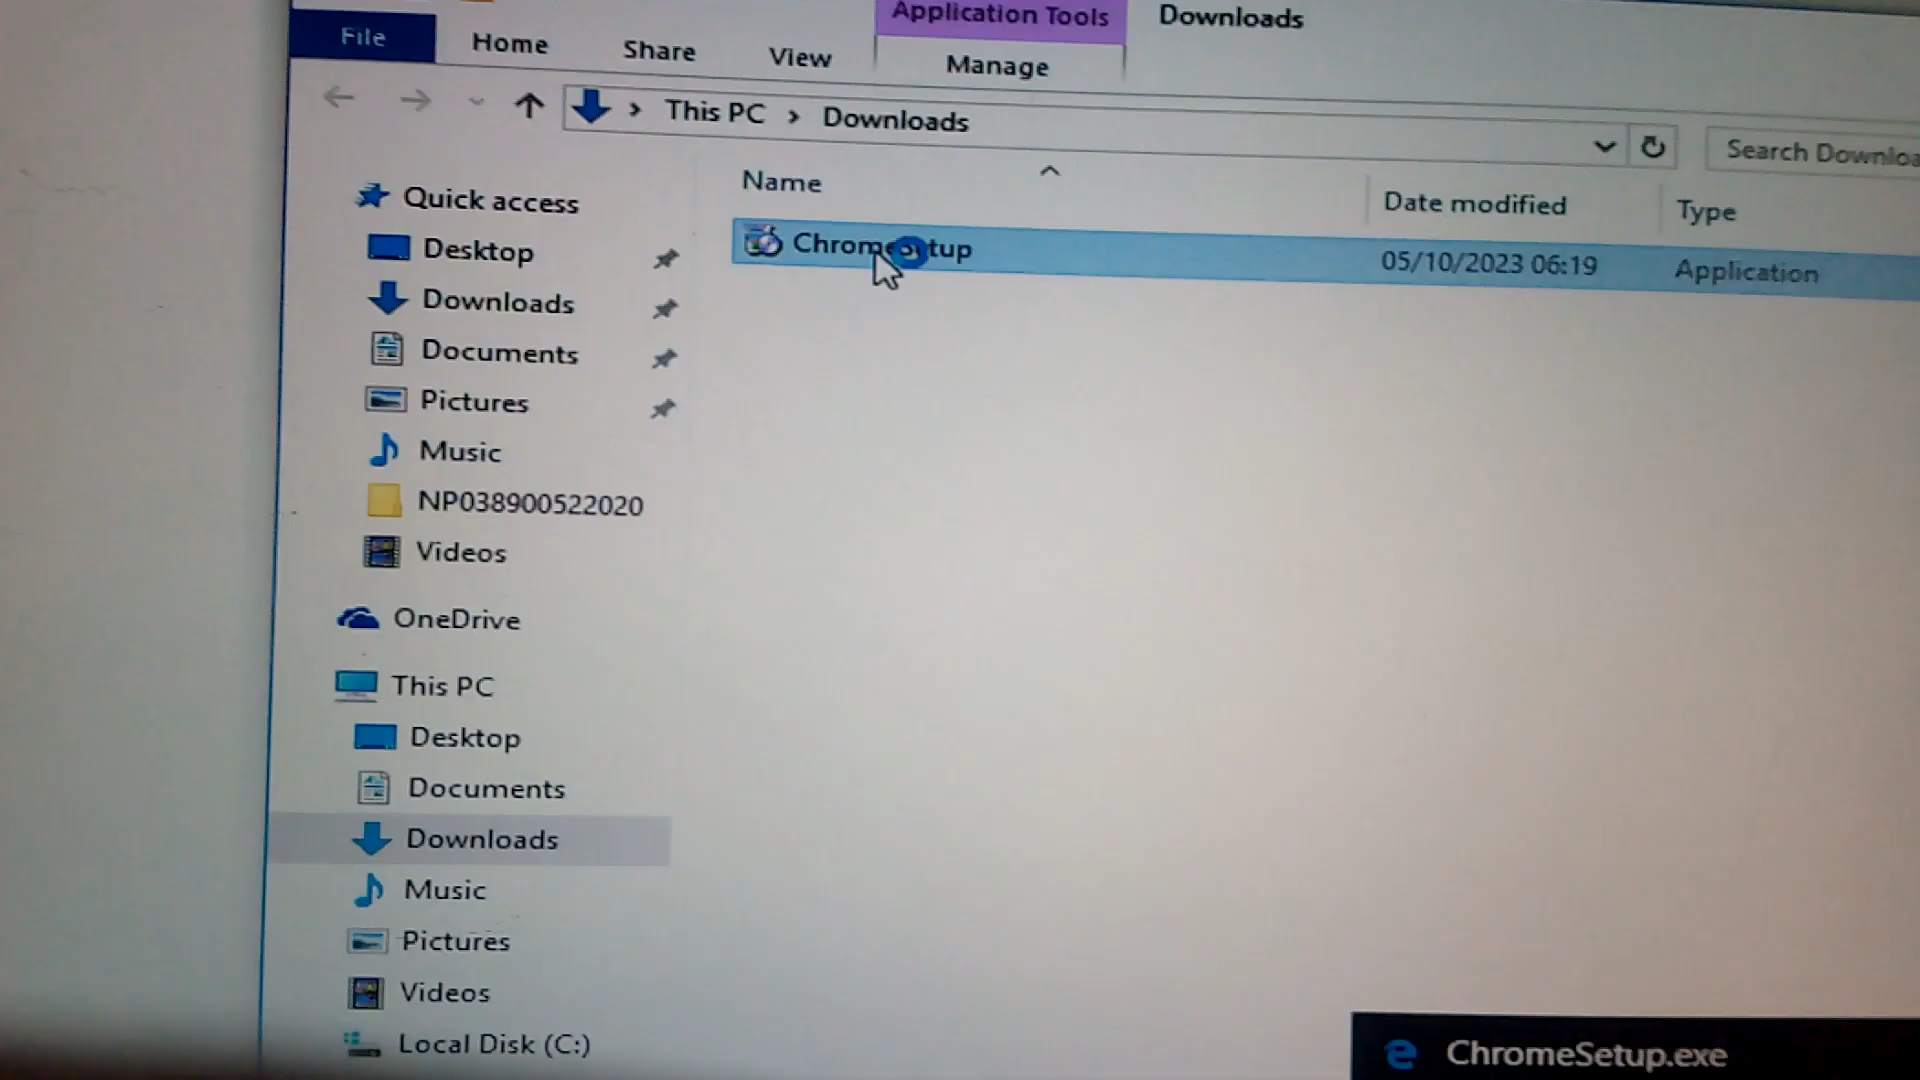 Application Tools
Downloads
File
Home
Share
View
Manage
This PC
Downloads
Search
Name
Date modified
Type
ChromeSetup
05/10/2023 06:19
Application
Quick access
Desktop
Downloads
Documents
Pictures
Music
NP038900522020
Videos
OneDrive
This PC
Desktop
Documents
Downloads
Music
Pictures
Videos
Local Disk (C:)
ChromeSetup.exe